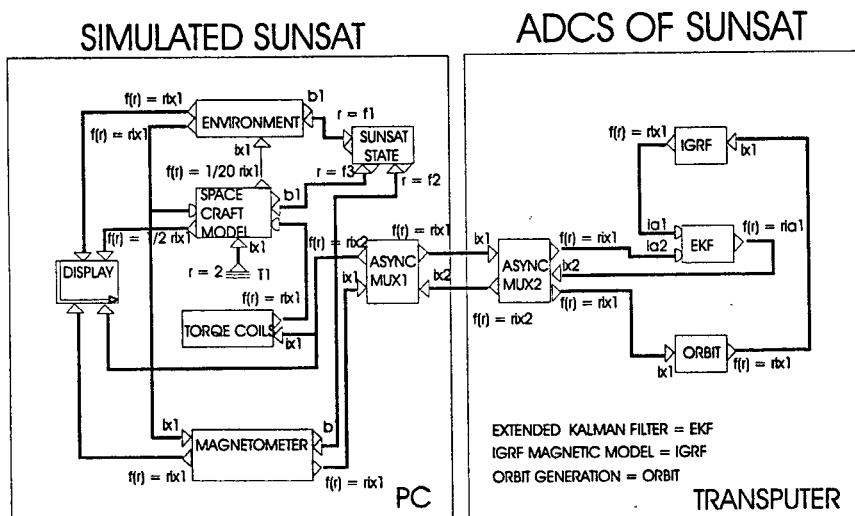 SIMULATED SUNSAT
ADCS OF SUNSAT
f(r) = rix1
f(r) = rix1
ENVIRONMENT
b1
r = f1
SUNSAT
STATE
ix1
f(r) = 1/20 rix1
r = f3
r = f2
SPACE
CRAFT
MODEL
b1
f(r) = 1/2 rix1
ix1
r = 2
T1
DISPLAY
f(r) = rix2
f(r) = rix1
ASYNC
MUX1
ix1
ix2
f(r) = rix1
TORQE COILS
ix1
ix1
MAGNETOMETER
b
f(r) = rix1
f(r) = rix1
PC
ix1
ASYNC
MUX2
f(r) = rix1
ix2
f(r) = rix1
f(r) = rix2
f(r) = rix1
IGRF
ix1
ia1
ia2
EKF
f(r) = ria1
ORBIT
ix1
f(r) = rix1
EXTENDED KALMAN FILTER = EKF
IGRF MAGNETIC MODEL = IGRF
ORBIT GENERATION = ORBIT
TRANSPUTER